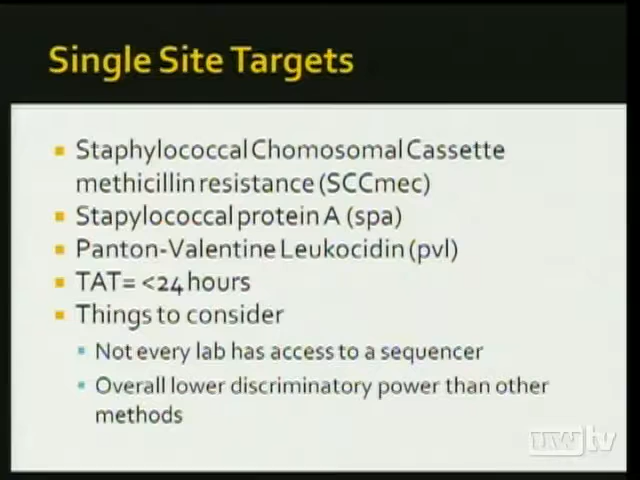 Single Site Targets
Staphylococcal Chomosomal Cassette
methicillin resistance (SCCmec)
Stapylococcal protein A (spa)
Panton-Valentine Leukocidin (pvl)
TAT= <24 hours
Things to consider
Not every lab has access to a sequencer
Overall lower discriminatory power than other
methods
uwtv